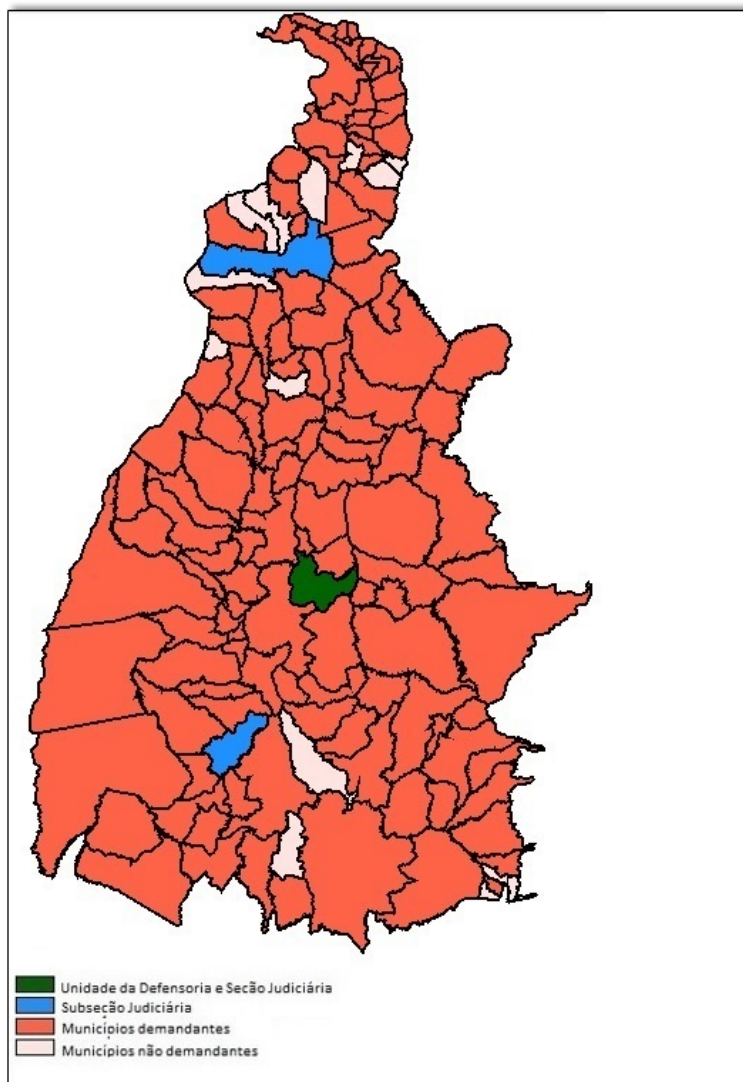 Unidade da Defensoria e Secão Judiciária
Subseção Judiciária
Municípios demandantes
Municípios não demandantes